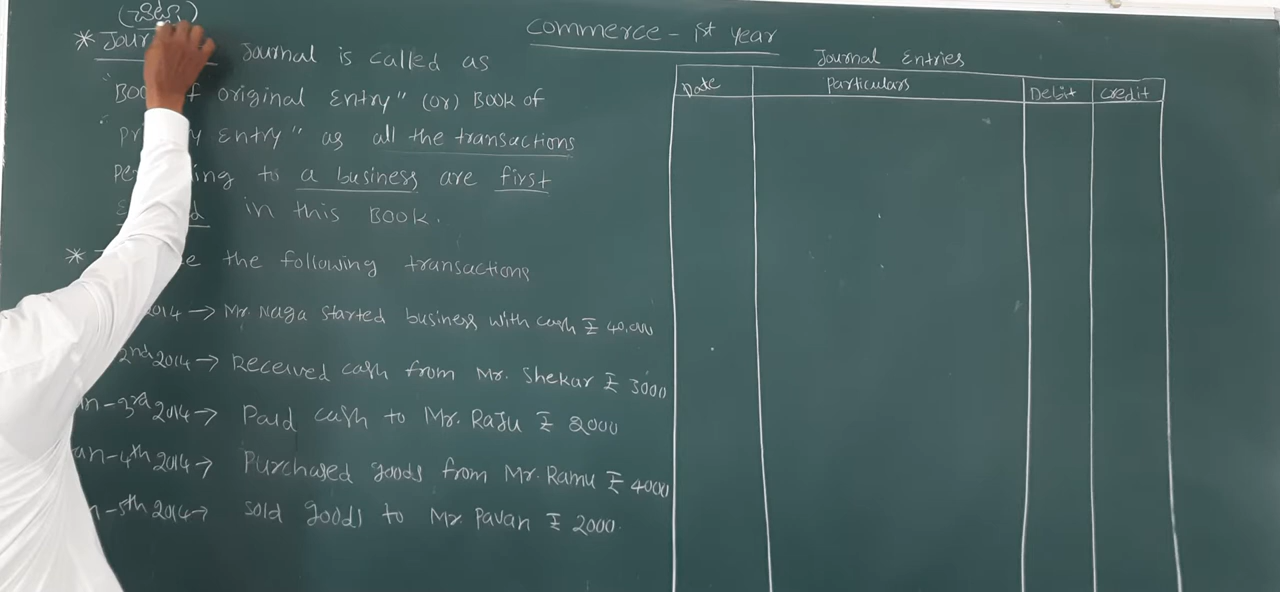 Commerce - 1st Year
* Journal is called as
"Book of original Entry" (or) Book of
Entry" as all the transactions
to a business are first
in this Book.
* the following transactions
2014 → Mr. Naga started business with cash ₹ 40,000
2nd 2014 → Received cash from Mr. Shekar ₹ 3000
3rd 2014 → Paid cash to Mr. Raju ₹ 2000
4th 2014 → Purchased goods from Mr. Ramu ₹ 4000
5th 2014 → sold goods to Mr. Pavan ₹ 2000.
Journal Entries
Date Particulars Debit Credit